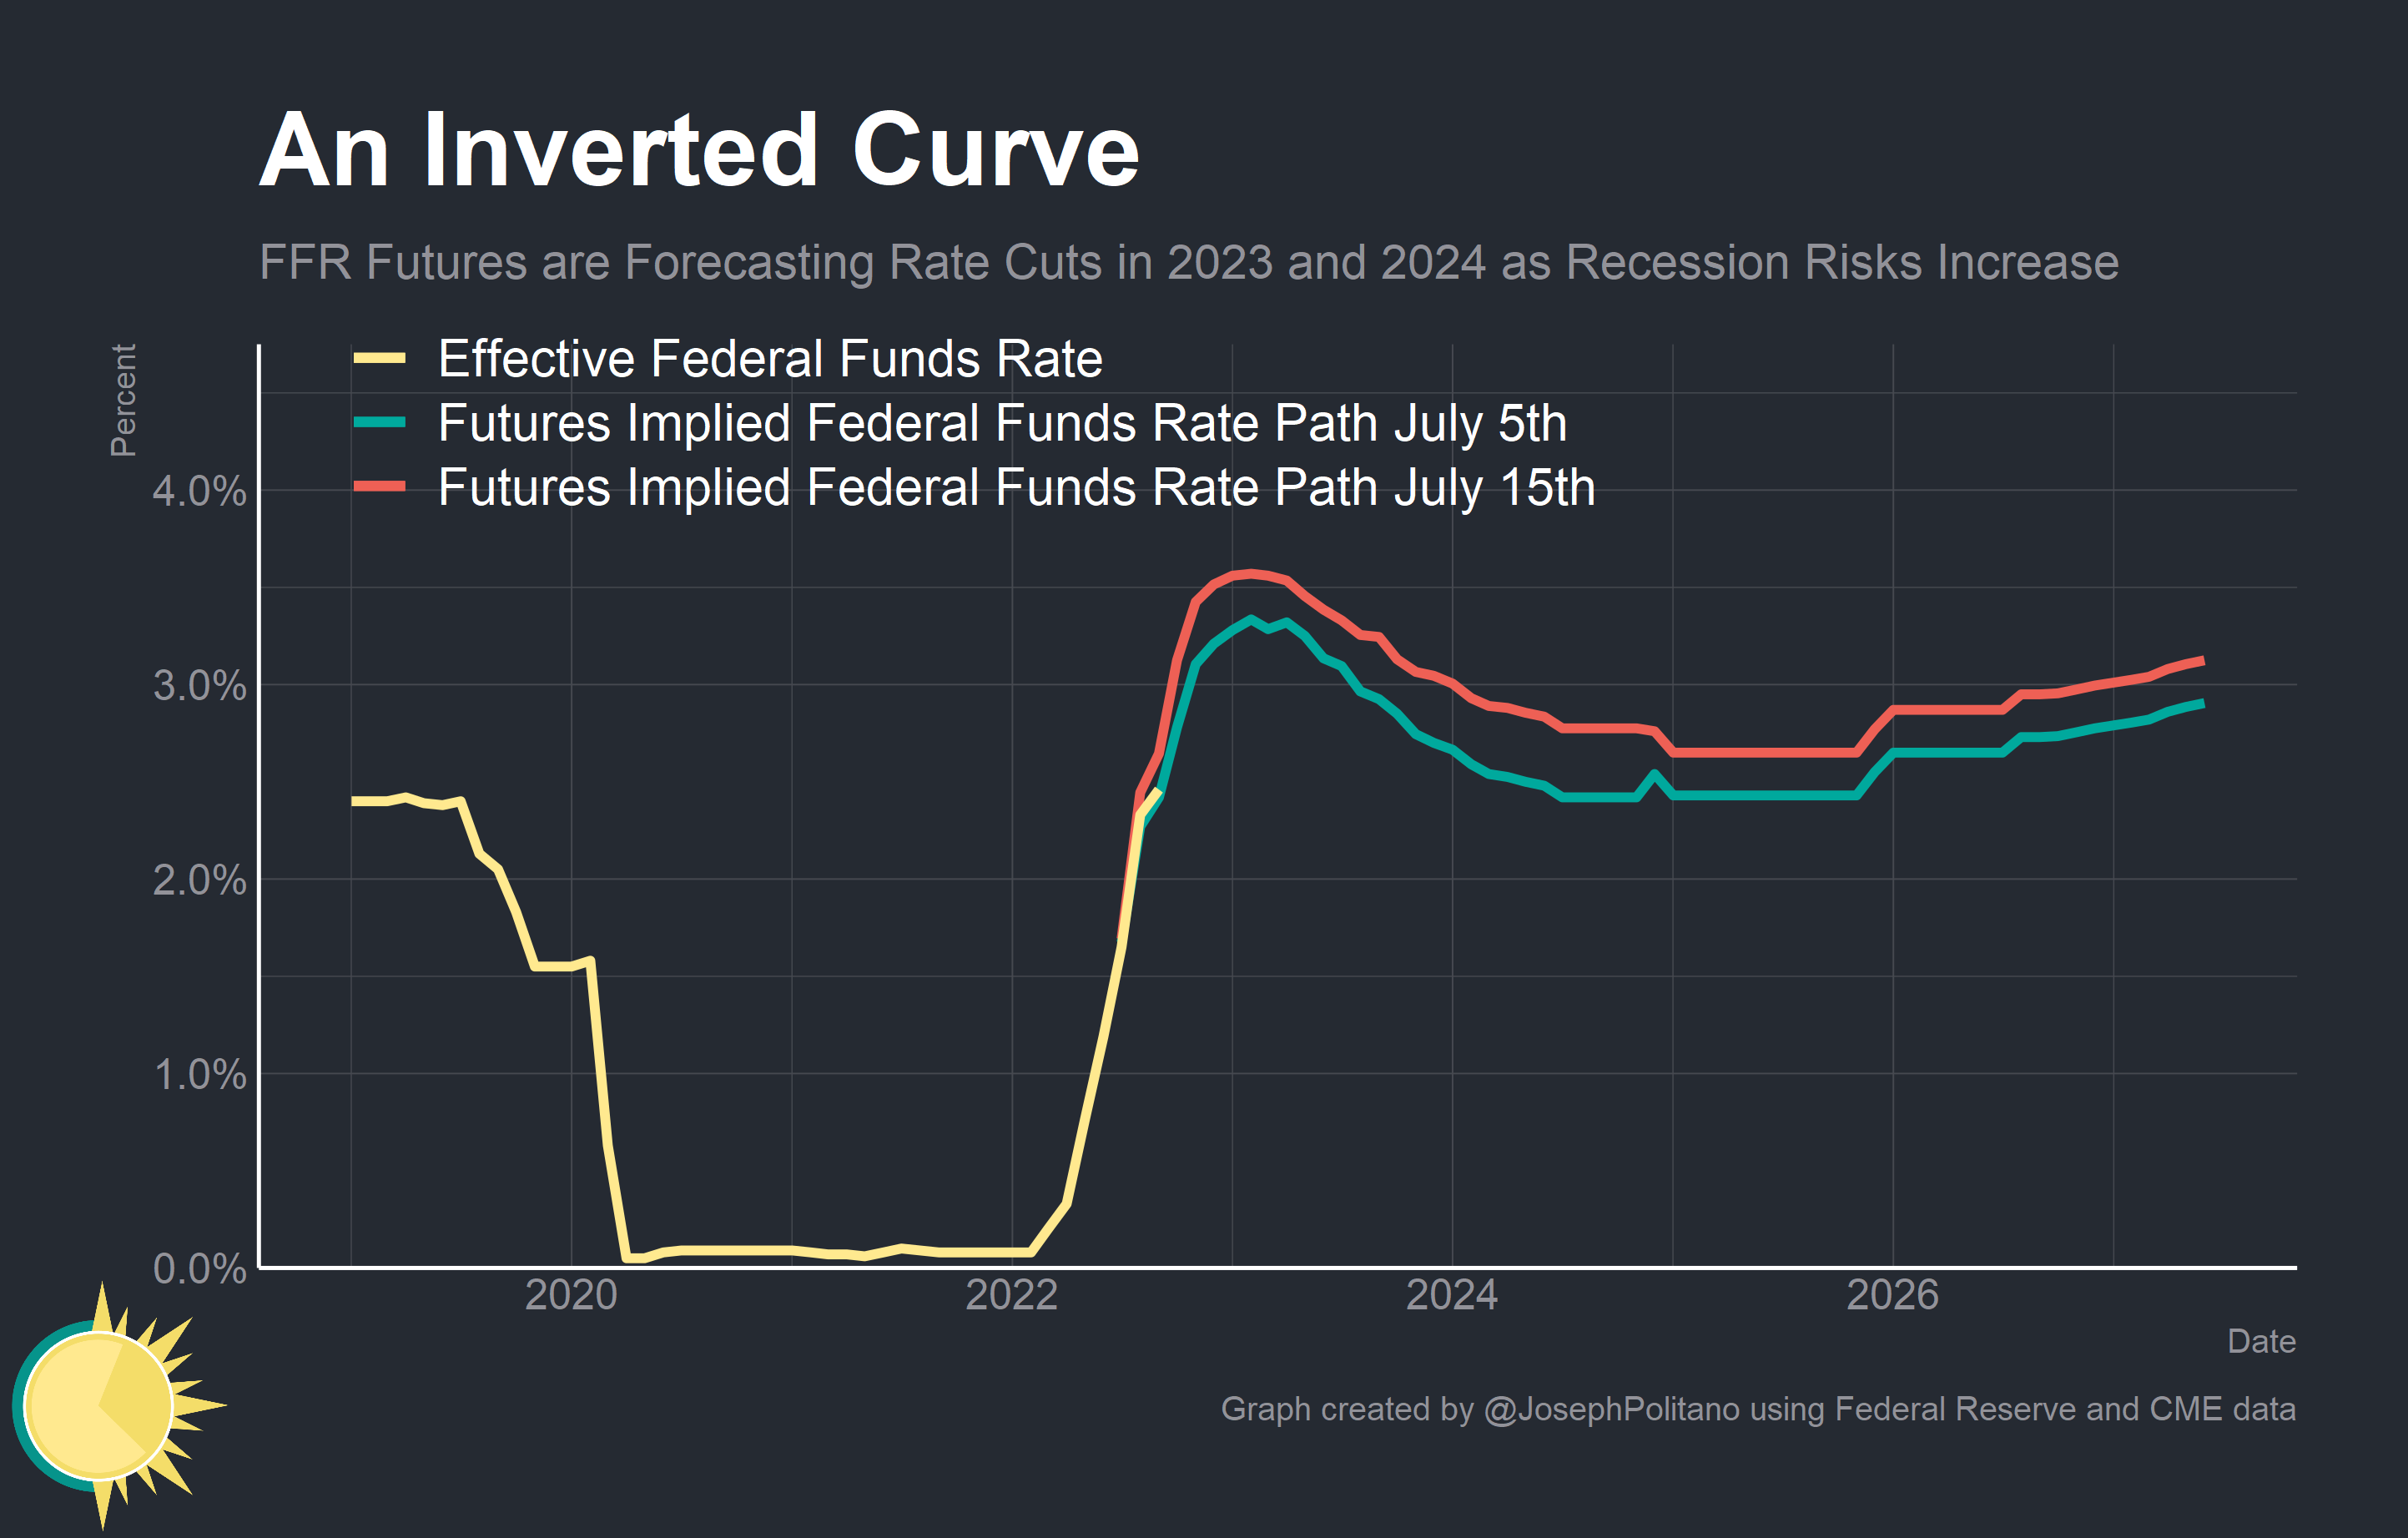 An Inverted Curve
FFR Futures are Forecasting Rate Cuts in 2023 and 2024 as Recession Risks Increase
Percent
Effective Federal Funds Rate
Futures Implied Federal Funds Rate Path July 5th
Futures Implied Federal Funds Rate Path July 15th
4.0%
3.0%
2.0%
1.0%
0.0%
2020 2022 2024 2026
Date
Graph created by @JosephPolitano using Federal Reserve and CME data